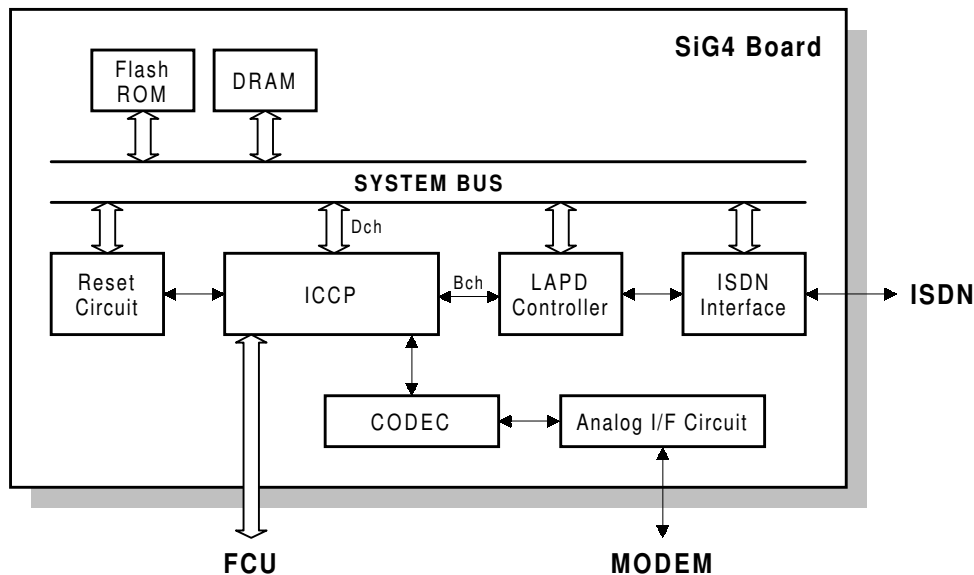 SiG4 Board
Flash
ROM
DRAM
SYSTEM BUS
Dch
Reset
Circuit
ICCP
Bch
LAPD
Controller
ISDN
Interface
ISDN
CODEC
Analog I/F Circuit
FCU
MODEM